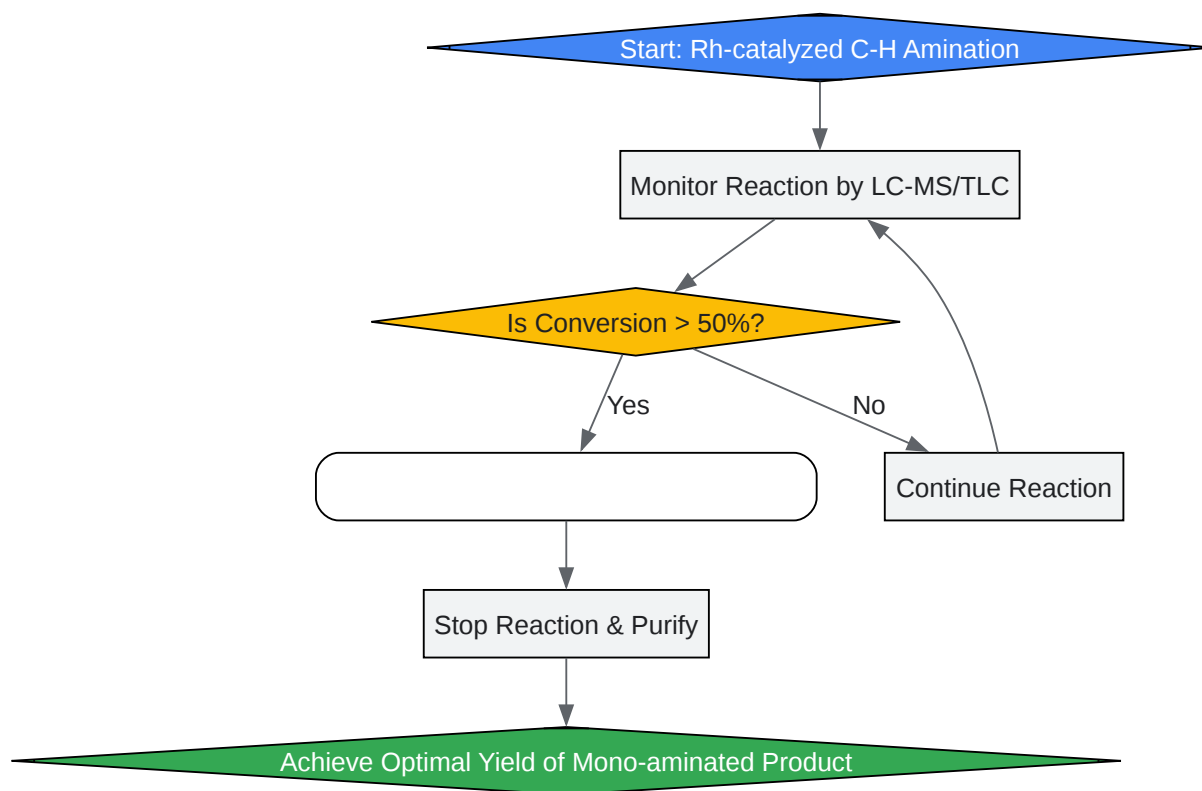 Start: Rh-catalyzed C-H Amination
Monitor Reaction by LC-MS/TLC
Is Conversion > 50%?
Yes
No
Continue Reaction
Stop Reaction & Purify
Achieve Optimal Yield of Mono-aminated Product